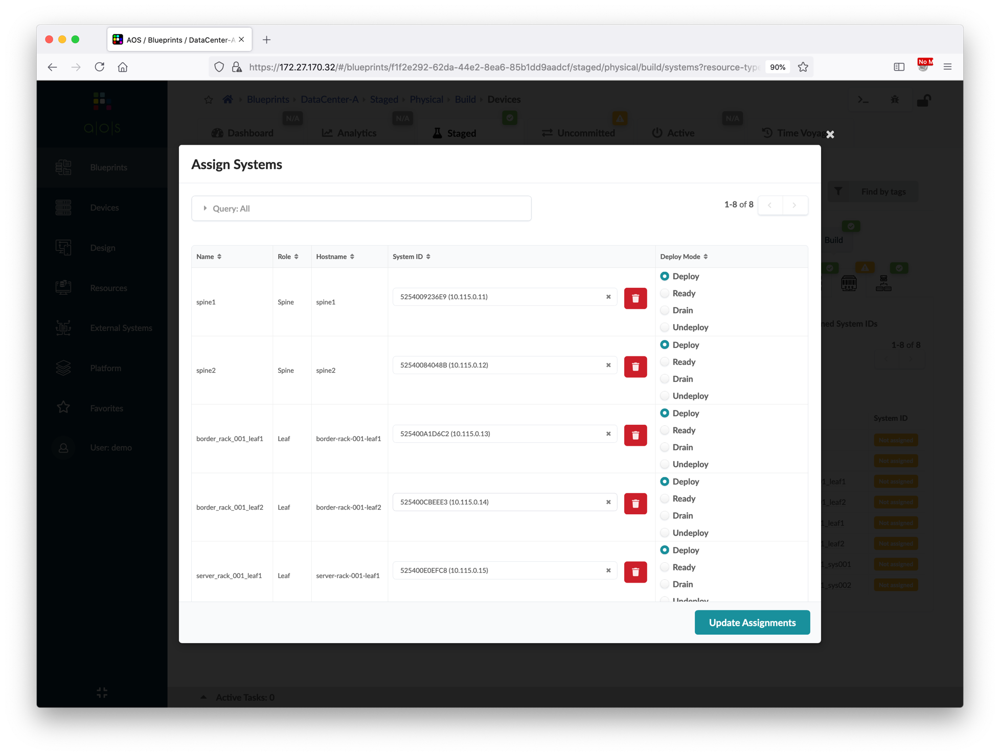 AOS / Blueprints / DataCenter-A
https://172.27.170.32/#/blueprints/f1f2e292-62da-44e2-8ea6-85b1dd9aadcf/staged/physical/build/systems?resource-type
90%
No M
a|o|s
Blueprints
Devices
Design
Resources
External Systems
Platform
Favorites
User: demo
Blueprints DataCenter-A Staged Physical Build Devices
N/A N/A N/A
Dashboard Analytics Staged Uncommitted Active Time Voyag
Assign Systems
Query: All
1-8 of 8
Name Role Hostname System ID Deploy Mode
spine1 Spine spine1 5254009236E9 (10.115.0.11)
Deploy
Ready
Drain
Undeploy
spine2 Spine spine2 52540084048B (10.115.0.12)
Deploy
Ready
Drain
Undeploy
border_rack_001_leaf1 Leaf border-rack-001-leaf1 525400A1D6C2 (10.115.0.13)
Deploy
Ready
Drain
Undeploy
border_rack_001_leaf2 Leaf border-rack-001-leaf2 525400CBEEE3 (10.115.0.14)
Deploy
Ready
Drain
Undeploy
server_rack_001_leaf1 Leaf server-rack-001-leaf1 525400E0EFC8 (10.115.0.15)
Deploy
Ready
Drain
Undeploy
Update Assignments
Find by tags
Build
ned System IDs
1-8 of 8
System ID
Not assigned
Not assigned
1_leaf1 Not assigned
1_leaf2 Not assigned
1_leaf1 Not assigned
1_leaf2 Not assigned
1_sys001 Not assigned
1_sys002 Not assigned
Active Tasks: 0